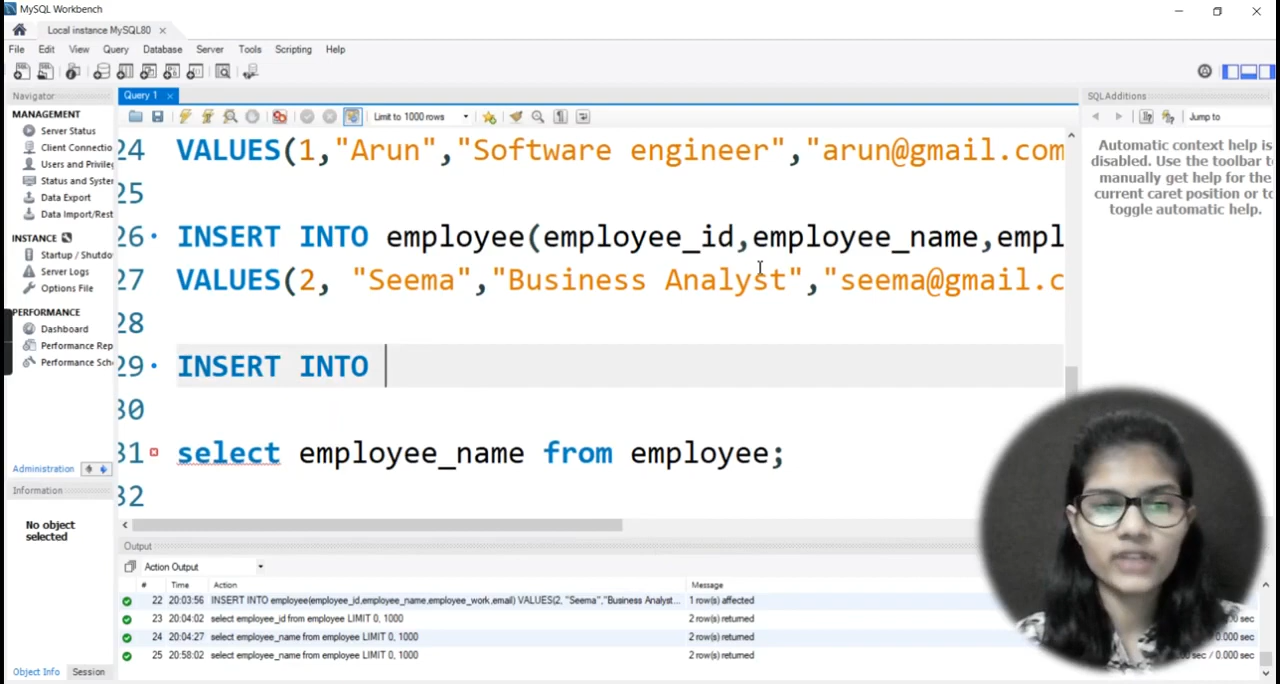 MySQL Workbench
Local instance MySQL80
File Edit View Query Database Server Tools Scripting Help
Navigator
MANAGEMENT
Server Status
Client Connectio
Users and Privileg
Status and System
Data Export
Data Import/Rest
INSTANCE
Startup / Shutdo
Server Logs
Options File
PERFORMANCE
Dashboard
Performance Rep
Performance Sch
Administration
Information
No object
selected
Object Info Session
Query 1
Limit to 1000 rows
24 VALUES(1,"Arun","Software engineer","arun@gmail.com
25
26 INSERT INTO employee(employee_id,employee_name,empl
27 VALUES(2, "Seema","Business Analyst","seema@gmail.c
28
29 INSERT INTO
30
31 select employee_name from employee;
32
Output
Action Output
# Time Action Message
22 20:03:56 INSERT INTO employee(employee_id,employee_name,employee_work,email) VALUES(2, "Seema","Business Analyst... 1 row(s) affected
23 20:04:02 select employee_id from employee LIMIT 0, 1000 2 row(s) returned
24 20:04:27 select employee_name from employee LIMIT 0, 1000 2 row(s) returned 0.000 sec
25 20:58:02 select employee_name from employee LIMIT 0, 1000 2 row(s) returned sec / 0.000 sec
SQLAdditions
Jump to
Automatic context help is
disabled. Use the toolbar to
manually get help for the
current caret position or to
toggle automatic help.